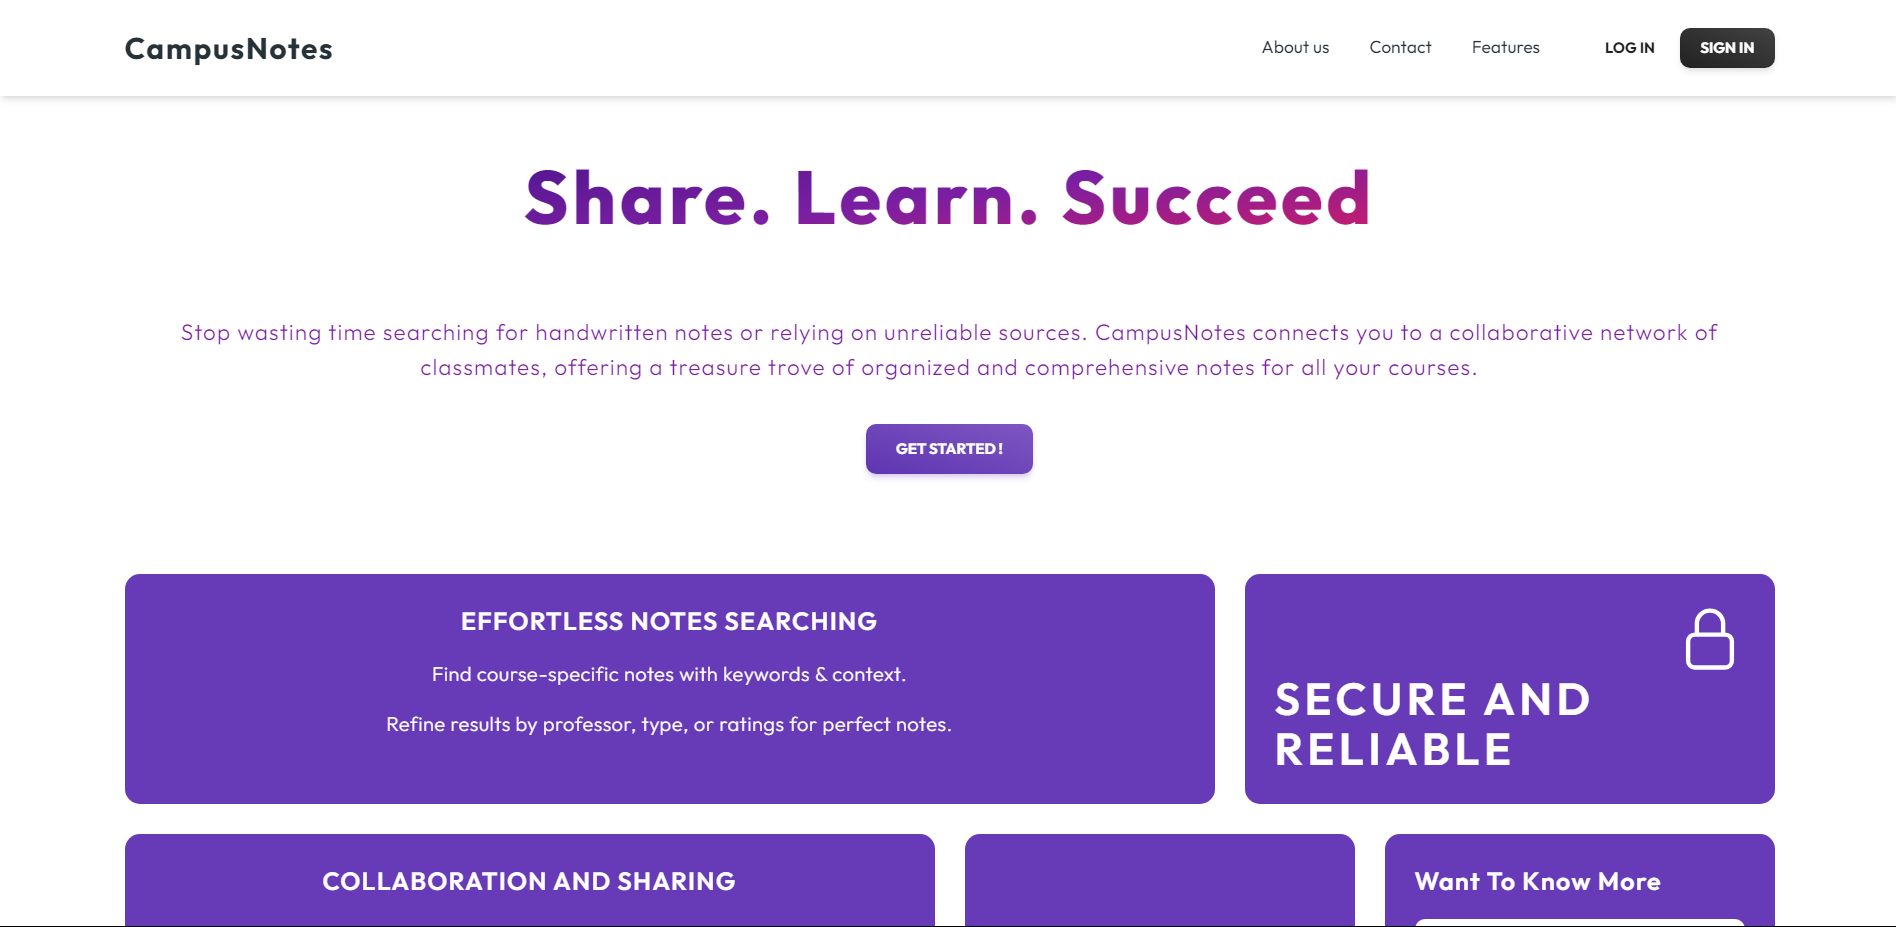 CampusNotes
About us
Contact
Features
LOG IN
SIGN IN
Share. Learn. Succeed
Stop wasting time searching for handwritten notes or relying on unreliable sources. CampusNotes connects you to a collaborative network of
classmates, offering a treasure trove of organized and comprehensive notes for all your courses.
GET STARTED !
EFFORTLESS NOTES SEARCHING
Find course-specific notes with keywords & context.
Refine results by professor, type, or ratings for perfect notes.
SECURE AND
RELIABLE
COLLABORATION AND SHARING
Want To Know More